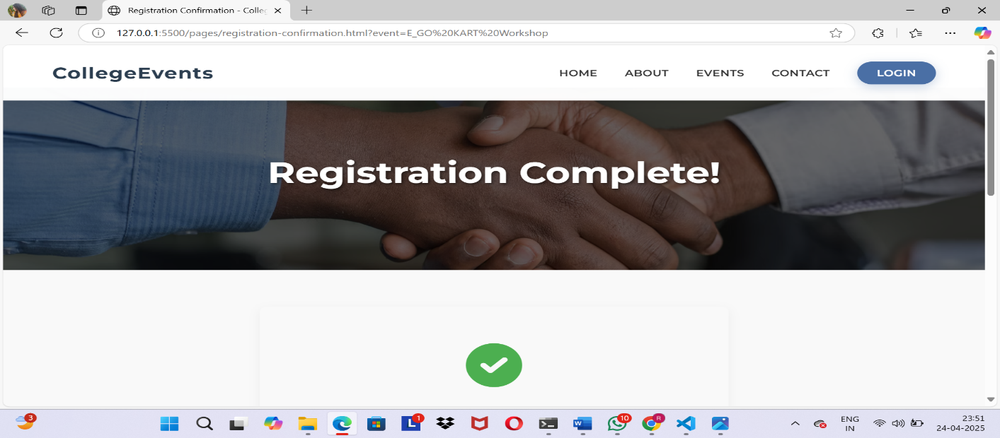 Registration Confirmation - Colleg
127.0.0.1:5500/pages/registration-confirmation.html?event=E_GO%20KART%20Workshop
CollegeEvents
HOME ABOUT EVENTS CONTACT LOGIN
Registration Complete!
3
1
10
R
ENG
IN
23:51
24-04-2025